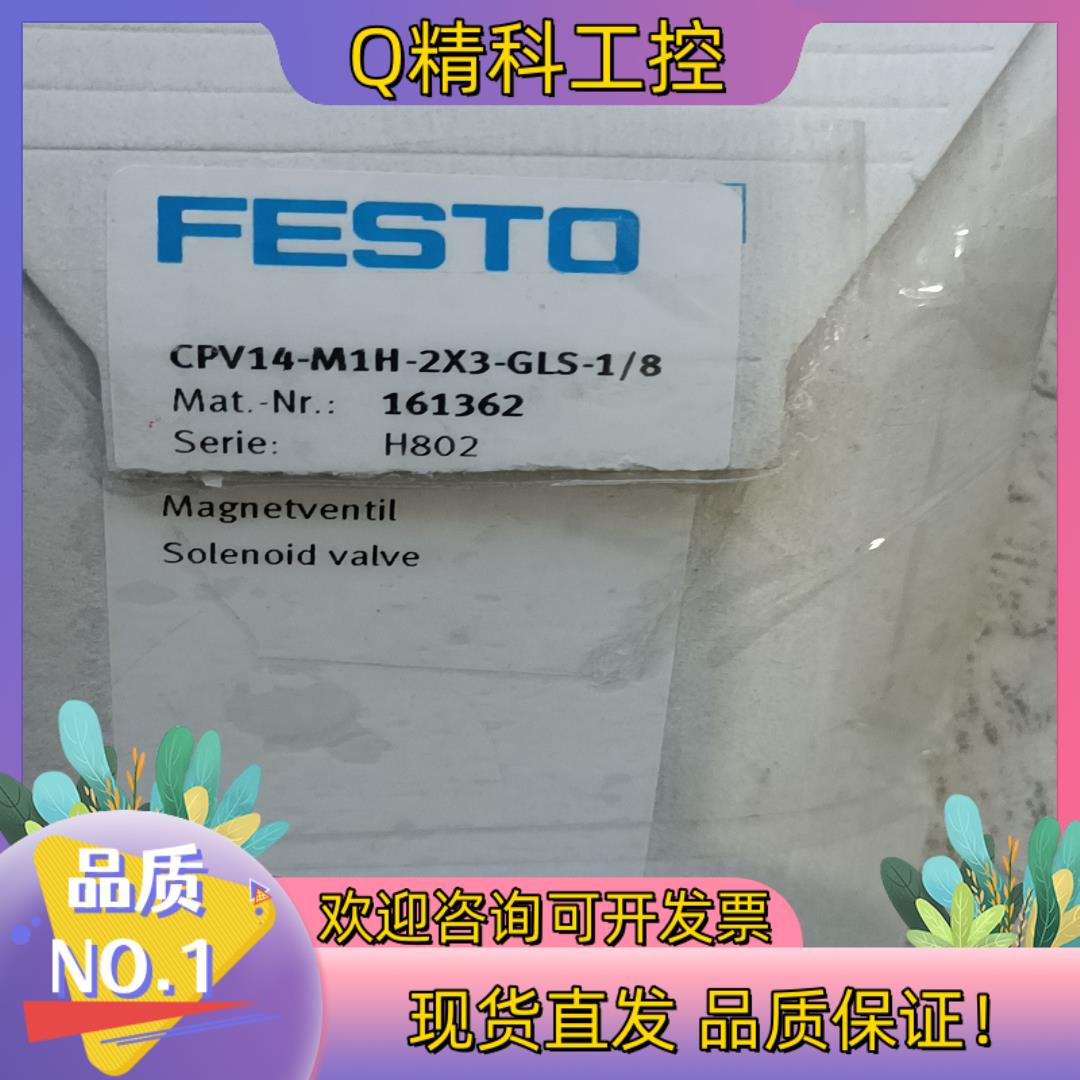 Q精科工控
FESTO
CPV14-M1H-2X3-GLS-1/8
Mat.-Nr.: 161362
Serie: H802
Magnetventil
Solenoid valve
品质
NO.1
欢迎咨询可开发票
现货直发 品质保证!